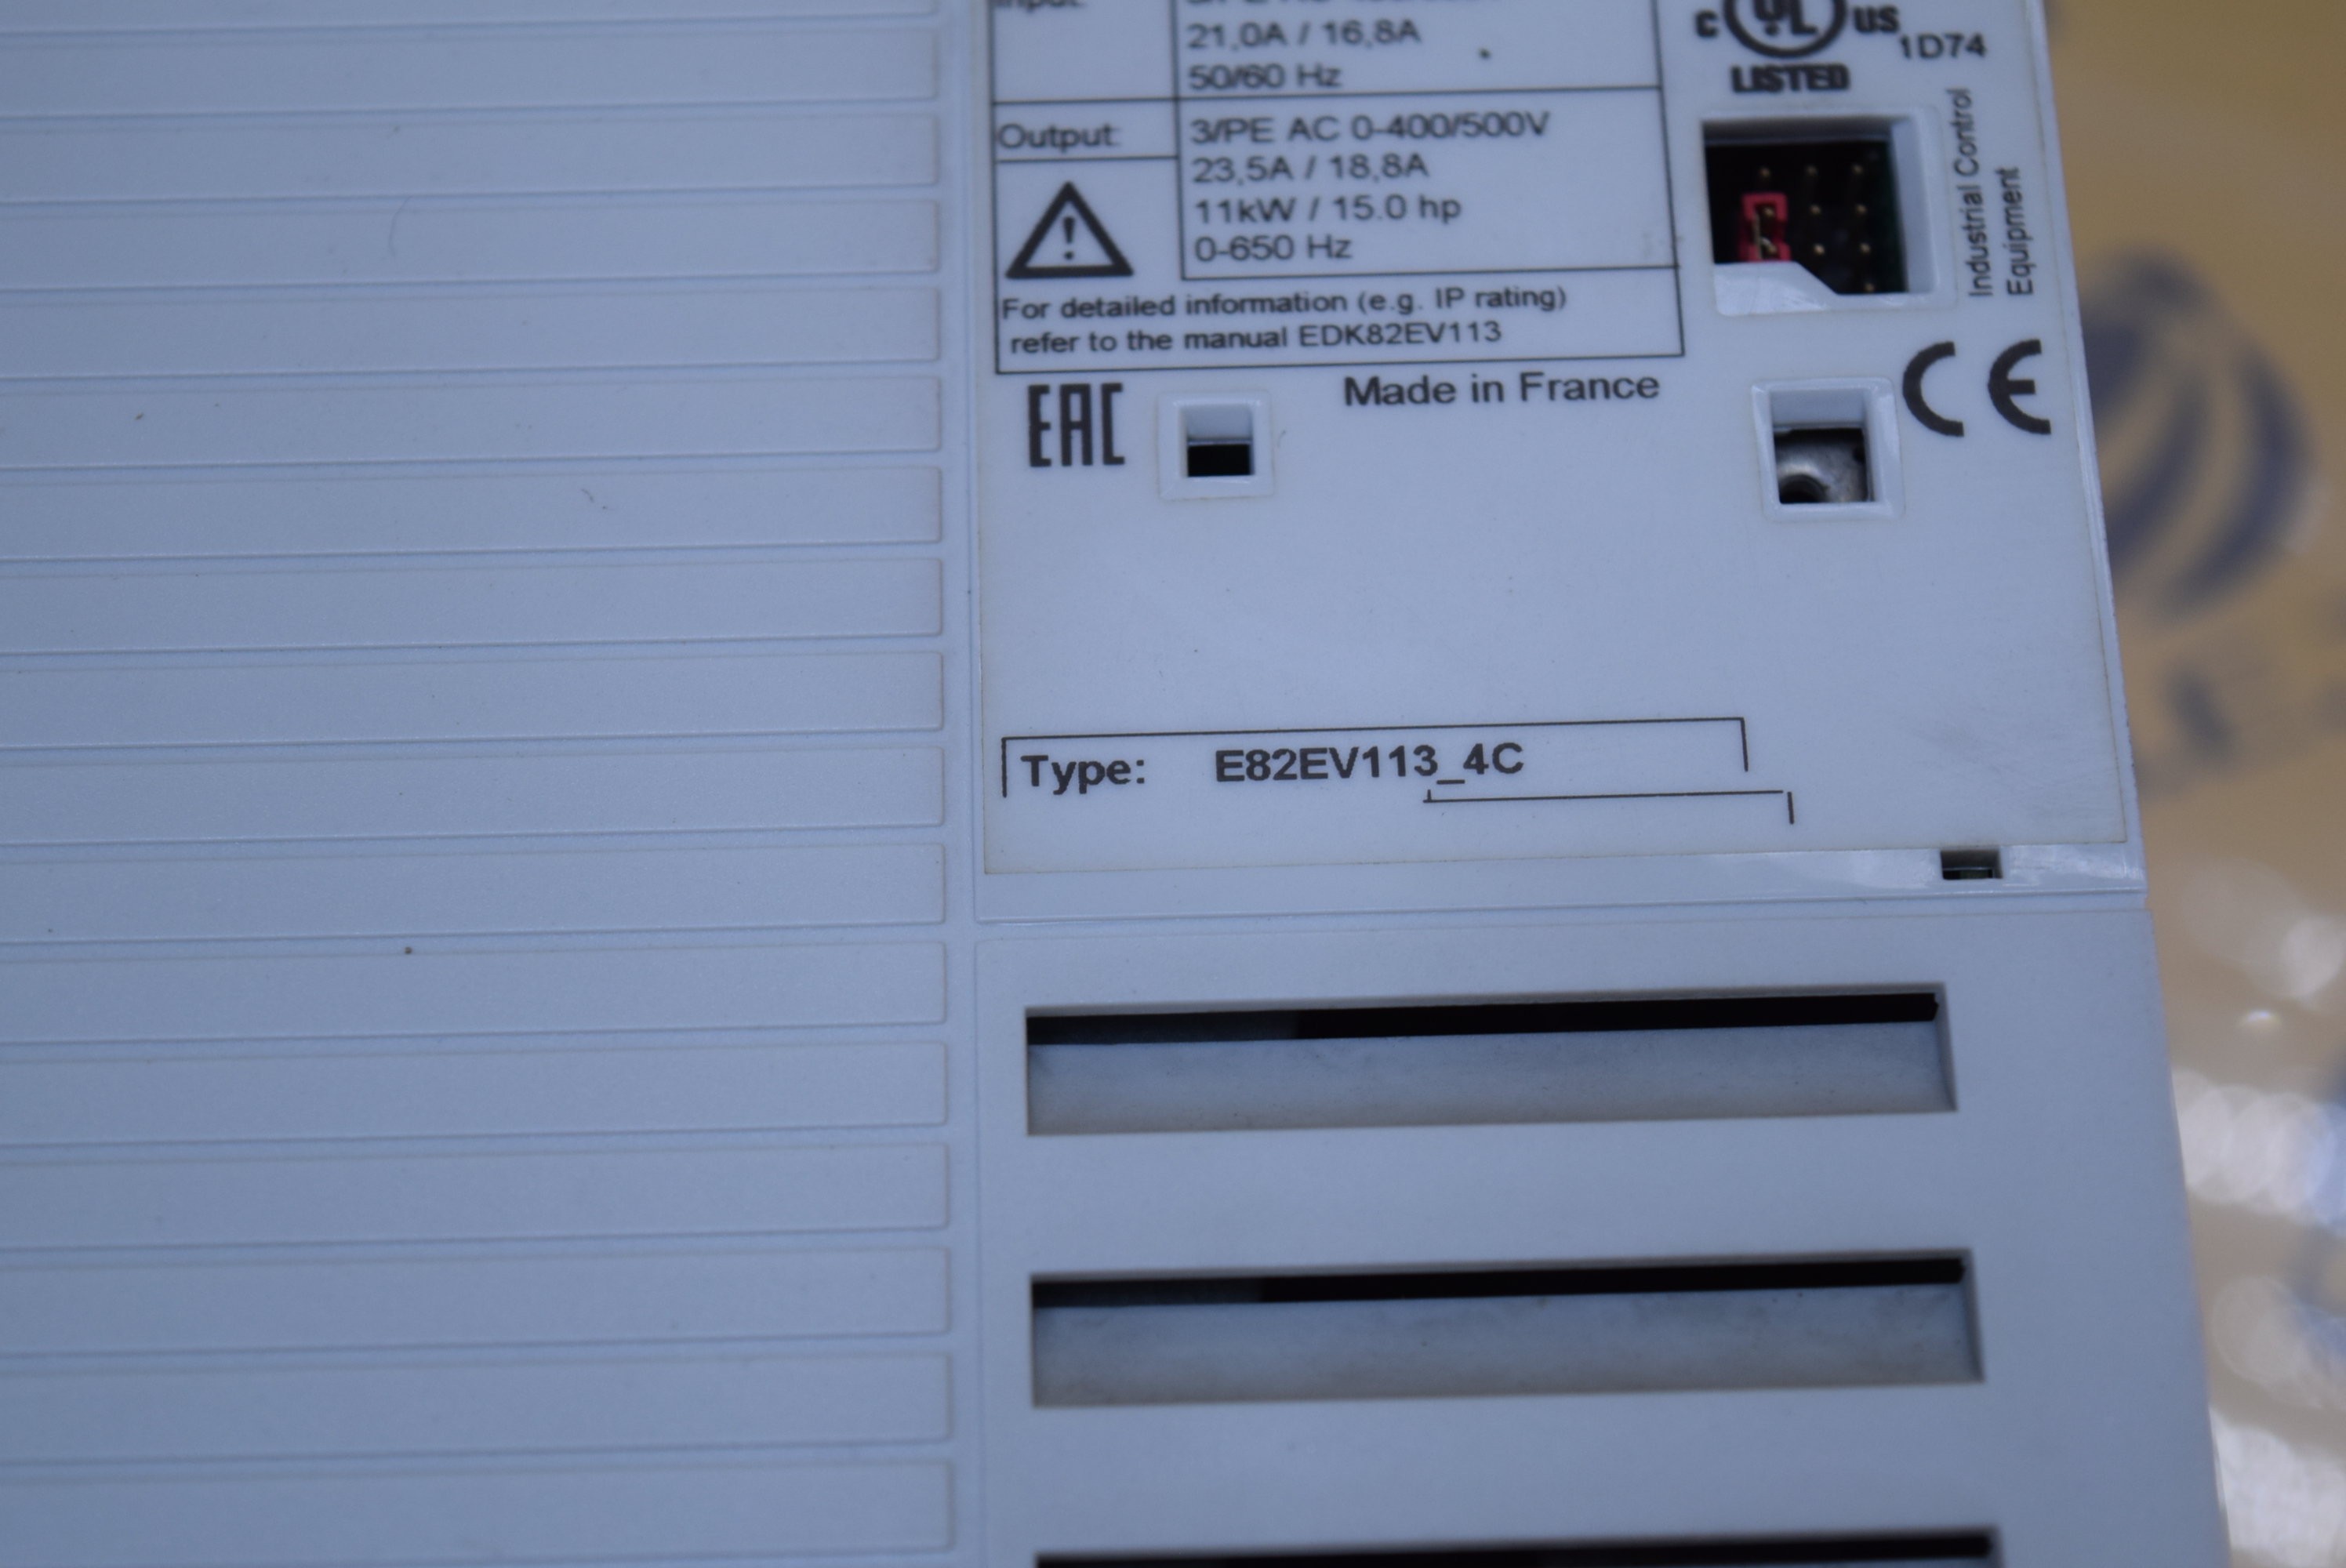 Input:
21,0A / 16,8A
50/60 Hz
Output:
3/PE AC 0-400/500V
23,5A / 18,8A
11kW / 15.0 hp
0-650 Hz
For detailed information (e.g. IP rating)
refer to the manual EDK82EV113
C UL US
LISTED
1D74
Industrial Control
Equipment
EAC
Made in France
CE
Type: E82EV113_4C